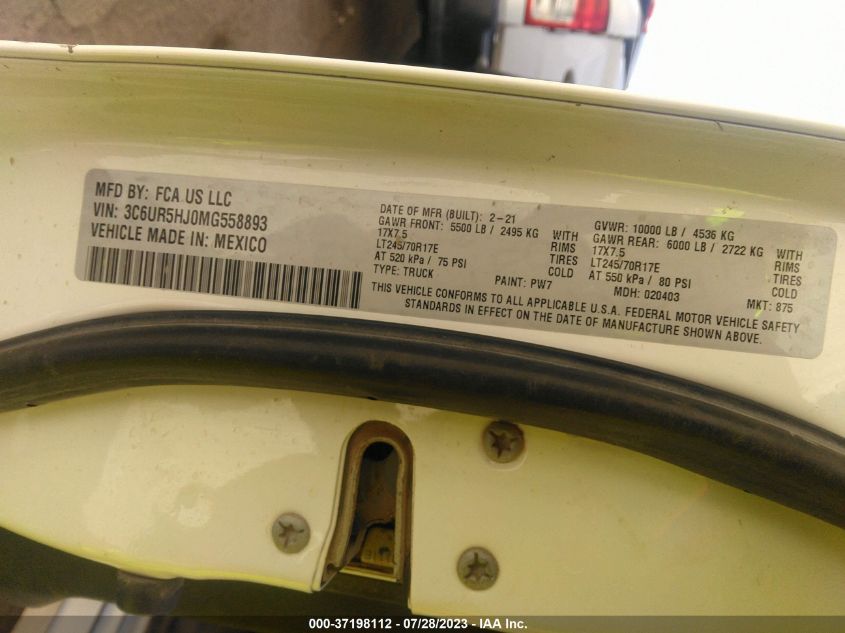 MFD BY: FCA US LLC
VIN: 3C6UR5HJ0MG558893
VEHICLE MADE IN: MEXICO
DATE OF MFR (BUILT): 2-21
GAWR FRONT: 5500 LB / 2495 KG WITH
17X7.5 RIMS
LT245/70R17E TIRES
AT 520 kPa / 75 PSI COLD
TYPE: TRUCK PAINT: PW7
GVWR: 10000 LB / 4536 KG
GAWR REAR: 6000 LB / 2722 KG WITH
17X7.5 RIMS
LT245/70R17E TIRES
AT 550 kPa / 80 PSI COLD
MDH: 020403 MKT: 875
THIS VEHICLE CONFORMS TO ALL APPLICABLE U.S.A. FEDERAL MOTOR VEHICLE SAFETY
STANDARDS IN EFFECT ON THE DATE OF MANUFACTURE SHOWN ABOVE.
000-37198112 - 07/28/2023 - IAA Inc.